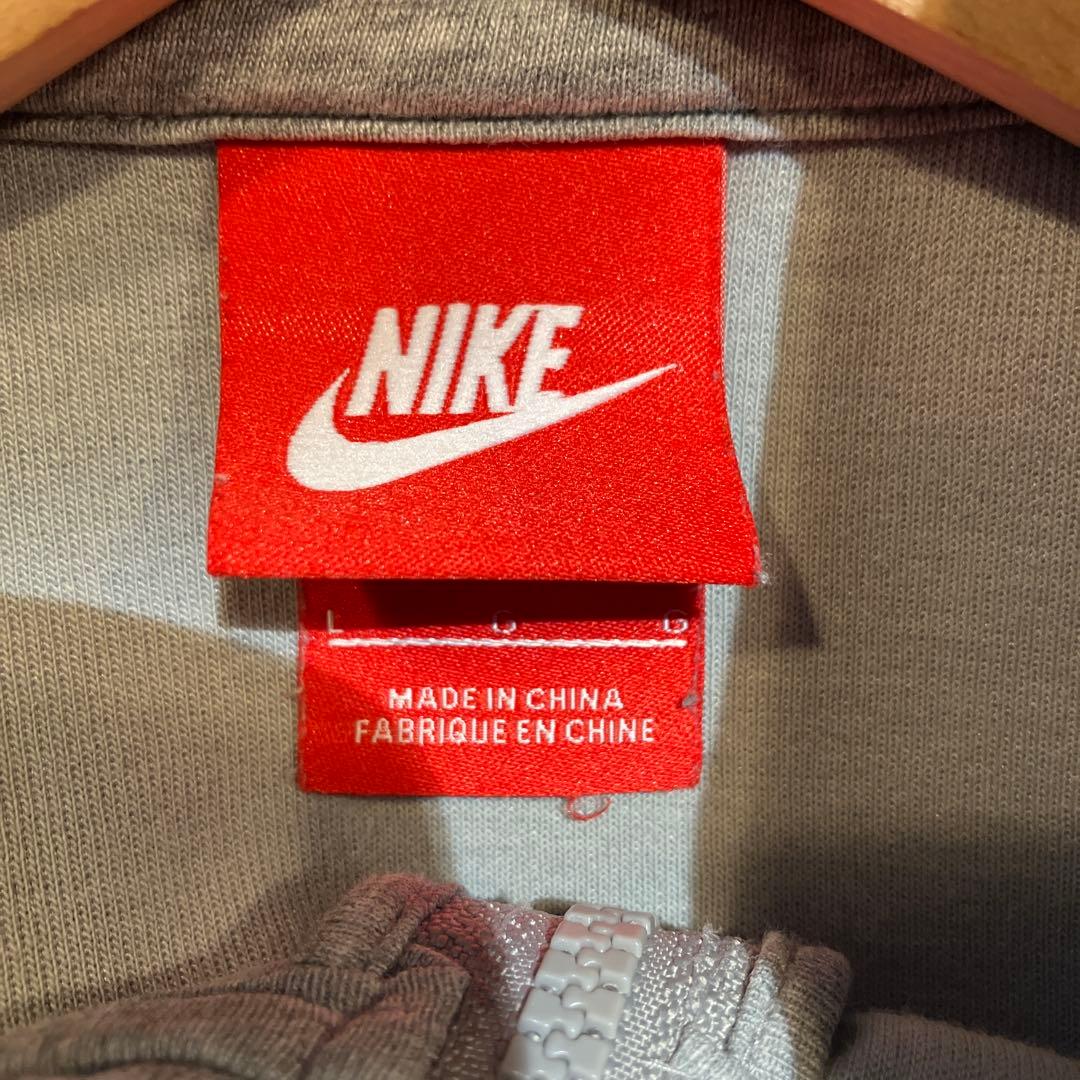 NIKE
L G G
MADE IN CHINA
FABRIQUE EN CHINE